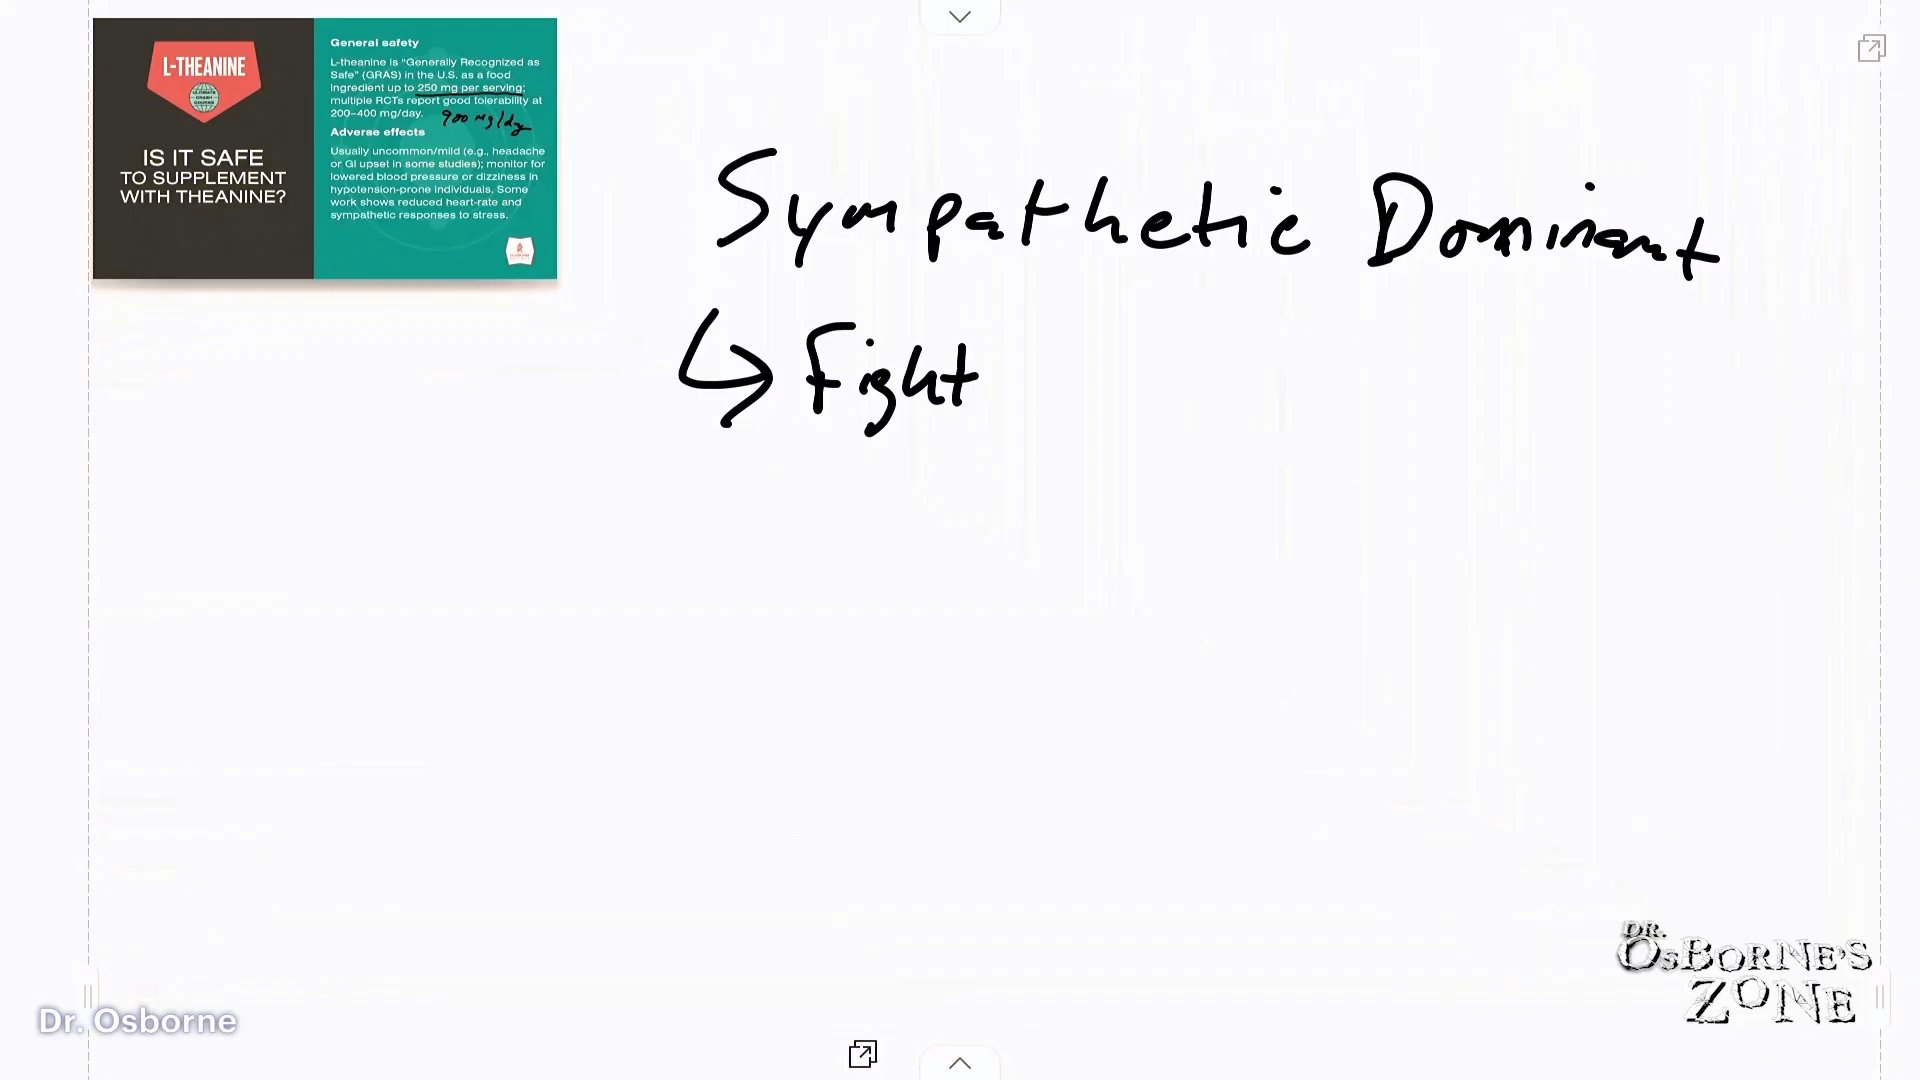 L-THEANINE
ULTIMATE
CRASH
COURSE
IS IT SAFE
TO SUPPLEMENT
WITH THEANINE?
General safety
L-theanine is “Generally Recognized as
Safe” (GRAS) in the U.S. as a food
ingredient up to 250 mg per serving;
multiple RCTs report good tolerability at
200–400 mg/day.
900 mg/day
Adverse effects
Usually uncommon/mild (e.g., headache
or GI upset in some studies); monitor for
lowered blood pressure or dizziness in
hypotension-prone individuals. Some
work shows reduced heart-rate and
sympathetic responses to stress.
Sympathetic Dominant
Fight
DR.
OSBORNE'S
ZONE
Dr. Osborne